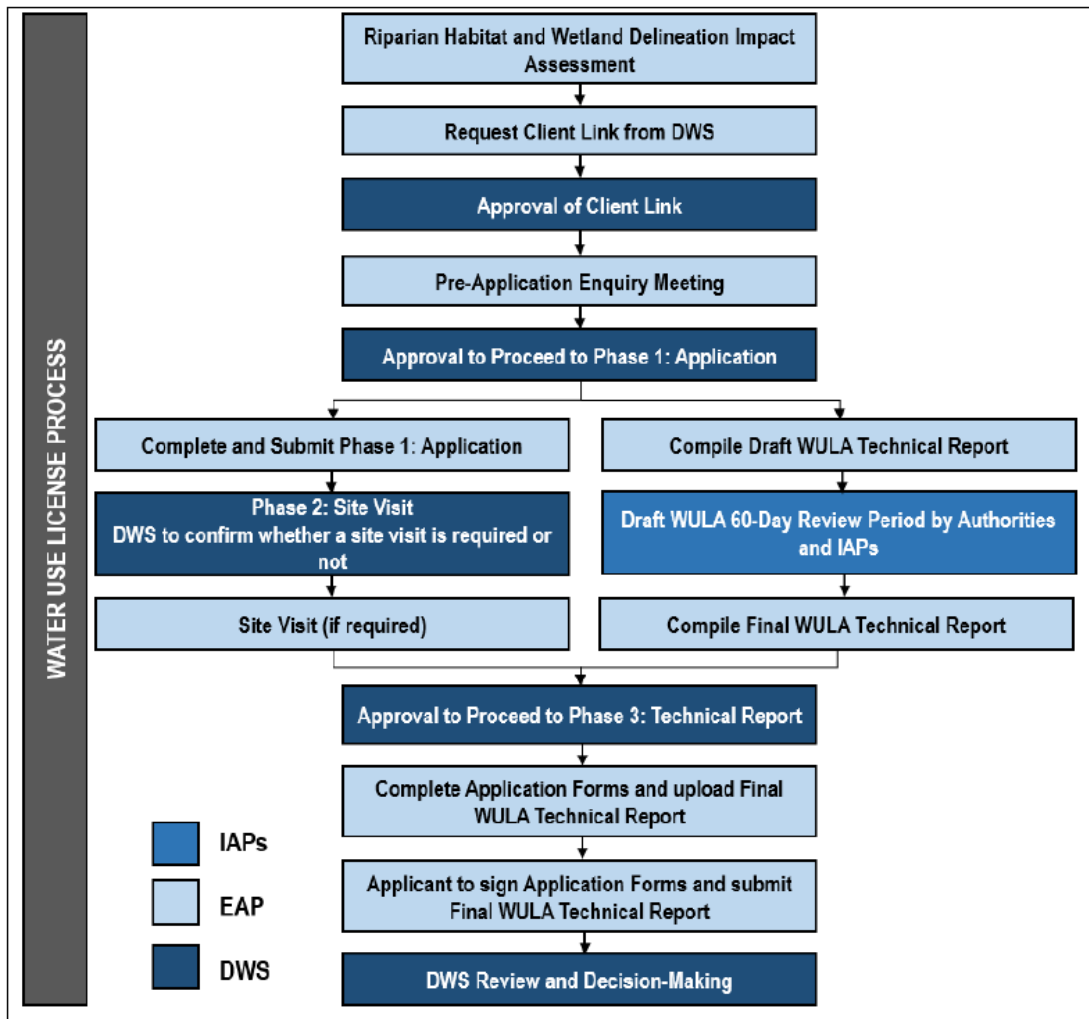 WATER USE LICENSE PROCESS
Riparian Habitat and Wetland Delineation Impact
Assessment
Request Client Link from DWS
Approval of Client Link
Pre-Application Enquiry Meeting
Approval to Proceed to Phase 1: Application
Complete and Submit Phase 1: Application
Phase 2: Site Visit
DWS to confirm whether a site visit is required or
not
Site Visit (if required)
Compile Draft WULA Technical Report
Draft WULA 60-Day Review Period by Authorities
and IAPs
Compile Final WULA Technical Report
Approval to Proceed to Phase 3: Technical Report
Complete Application Forms and upload Final
WULA Technical Report
Applicant to sign Application Forms and submit
Final WULA Technical Report
DWS Review and Decision-Making
IAPs
EAP
DWS